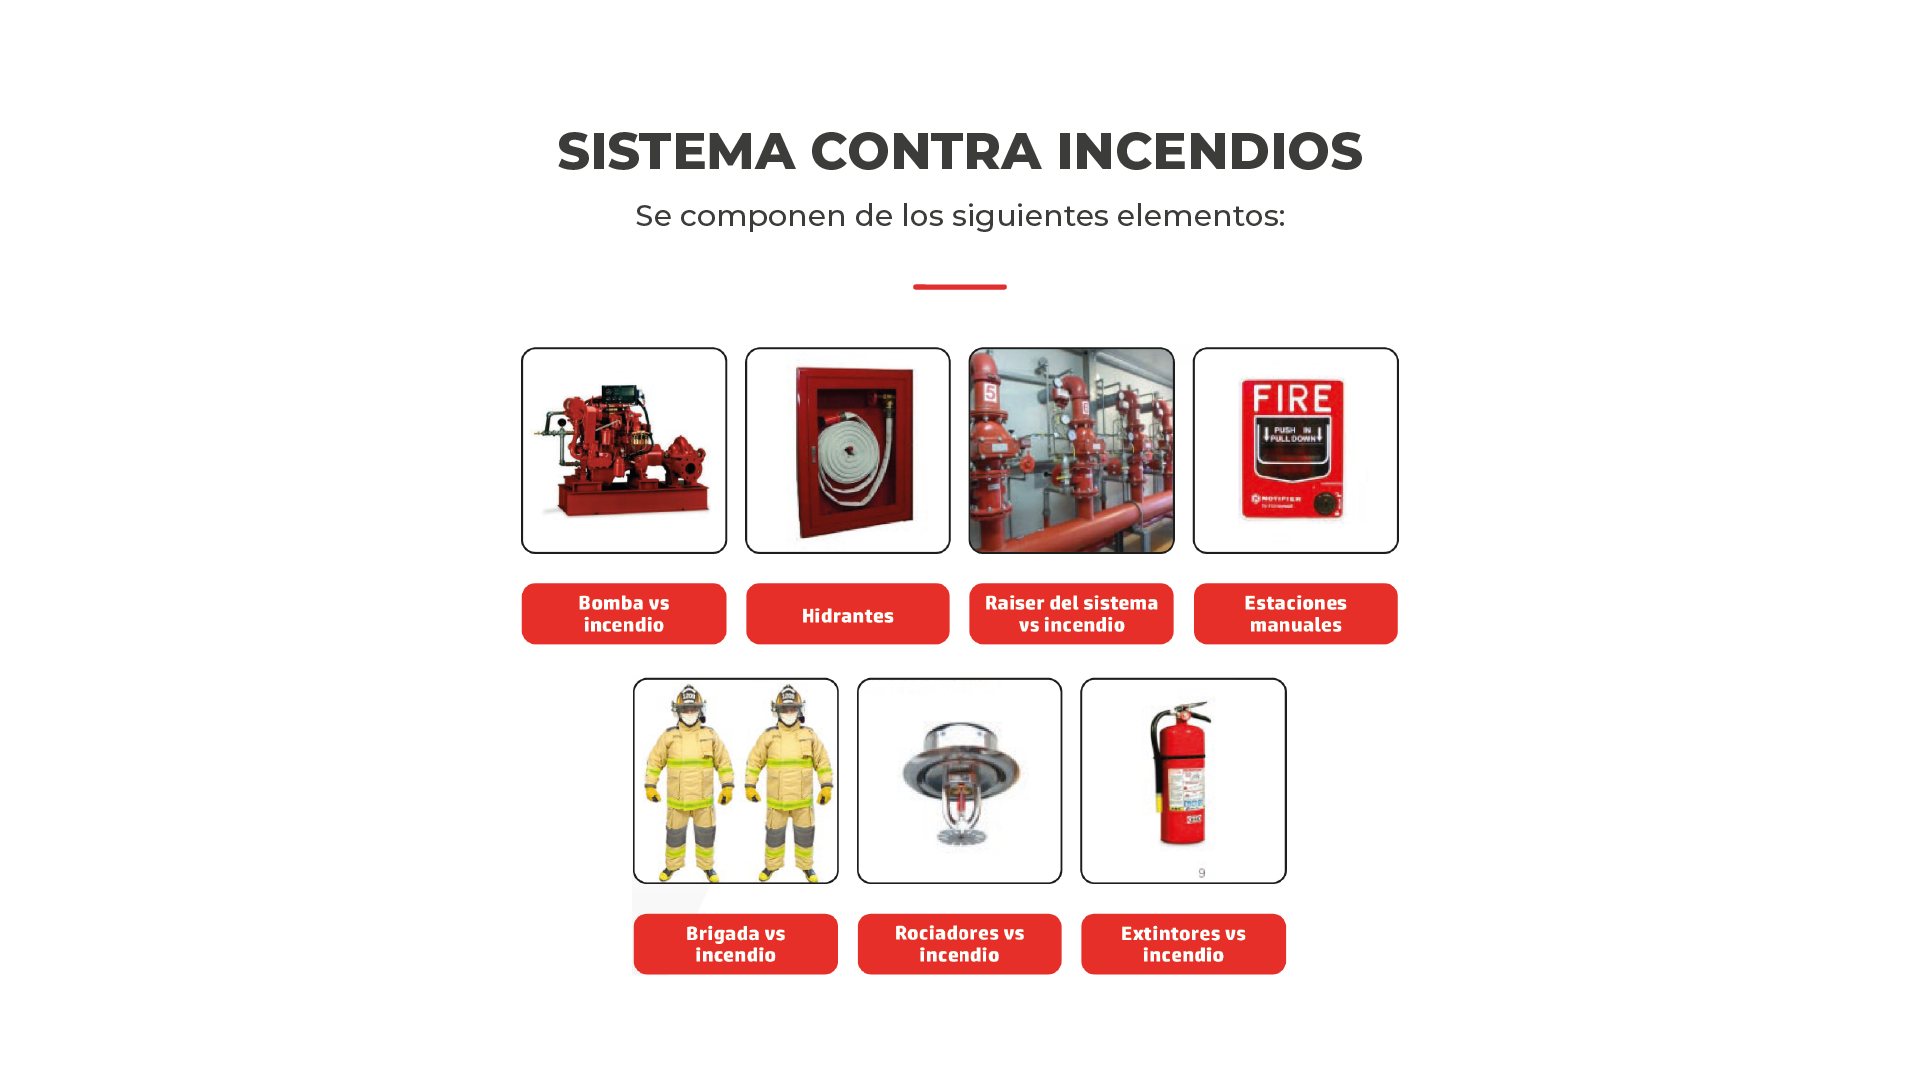 SISTEMA CONTRA INCENDIOS
Se componen de los siguientes elementos:
5
6
FIRE
PUSH IN
PULL DOWN
NOTIFIER
Bomba vs
incendio
Hidrantes
Raiser del sistema
vs incendio
Estaciones
manuales
9
Brigada vs
incendio
Rociadores vs
incendio
Extintores vs
incendio